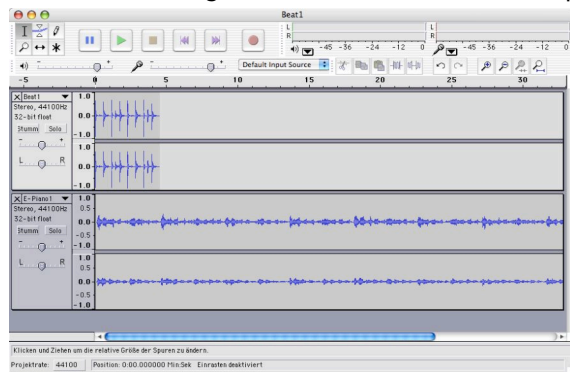 Beat1
L
R
-45 -36 -24 -12 0
L
R
-45 -36 -24 -12 0
Default Input Source
-5 0 5 10 15 20 25 30
X Beat1
Stereo, 44100Hz
32-bit float
Stumm Solo
- +
L R
1.0
0.0
-1.0
1.0
0.0
-1.0
X E-Piano1
Stereo, 44100Hz
32-bit float
Stumm Solo
- +
L R
1.0
0.5
0.0
-0.5
-1.0
1.0
0.5
0.0
-0.5
-1.0
Klicken und Ziehen um die relative Größe der Spuren zu ändern.
Projektrate: 44100 Position: 0:00.000000 Min:Sek Einrasten deaktiviert